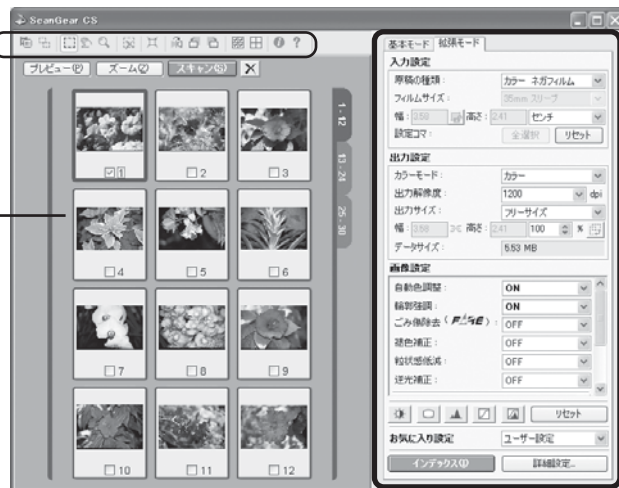 ScanGear CS
プレビュー(P) ズーム(Z) スキャン(S)
1 - 12
13 - 24
25 - 30
1 2 3
4 5 6
7 8 9
10 11 12
基本モード 拡張モード
入力設定
原稿の種類: カラー ネガフィルム
フィルムサイズ: 35mm スリーブ
幅: 3.59 高さ: 2.41 センチ
設定コマ: 全選択 リセット
出力設定
カラーモード: カラー
出力解像度: 1200 dpi
出力サイズ: フリーサイズ
幅: 3.58 高さ: 2.41 100 %
データサイズ: 5.53 MB
画像設定
自動色調整: ON
輪郭強調: ON
ごみ傷除去(FARE): OFF
褪色補正: OFF
粒状感低減: OFF
逆光補正: OFF
リセット
お気に入り設定 ユーザー設定
インデックス(I) 詳細設定...